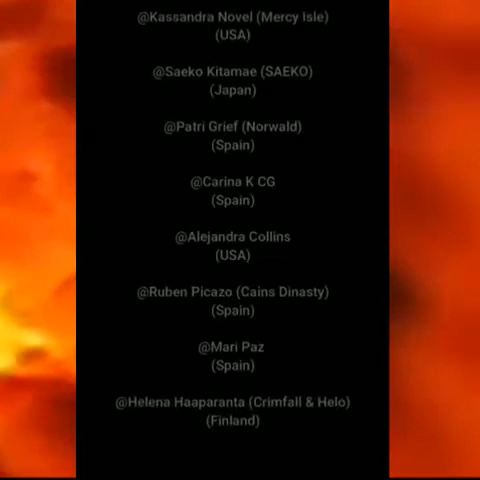 @Kassandra Novel (Mercy Isle)
(USA)
@Saeko Kitamae (SAEKO)
(Japan)
@Patri Grief (Norwald)
(Spain)
@Carina K CG
(Spain)
@Alejandra Collins
(USA)
@Ruben Picazo (Cains Dinasty)
(Spain)
@Mari Paz
(Spain)
@Helena Haaparanta (Crimfall & Helo)
(Finland)